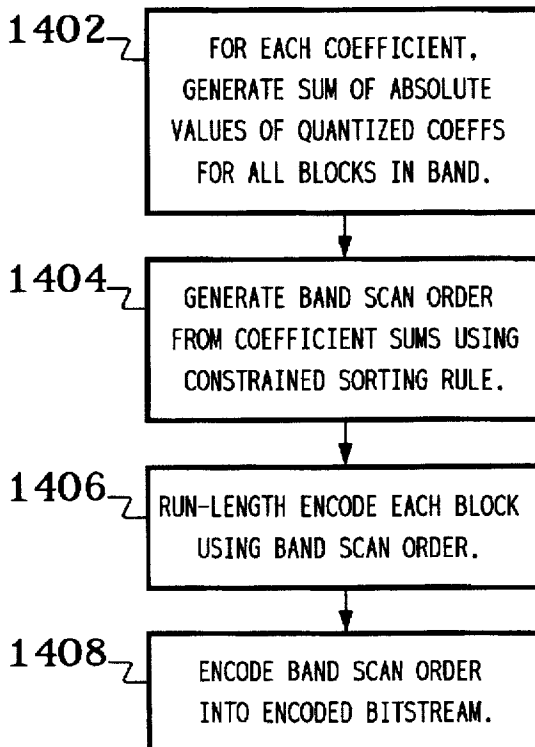 1402
FOR EACH COEFFICIENT,
GENERATE SUM OF ABSOLUTE
VALUES OF QUANTIZED COEFFS
FOR ALL BLOCKS IN BAND.
1404
GENERATE BAND SCAN ORDER
FROM COEFFICIENT SUMS USING
CONSTRAINED SORTING RULE.
1406
RUN-LENGTH ENCODE EACH BLOCK
USING BAND SCAN ORDER.
1408
ENCODE BAND SCAN ORDER
INTO ENCODED BITSTREAM.